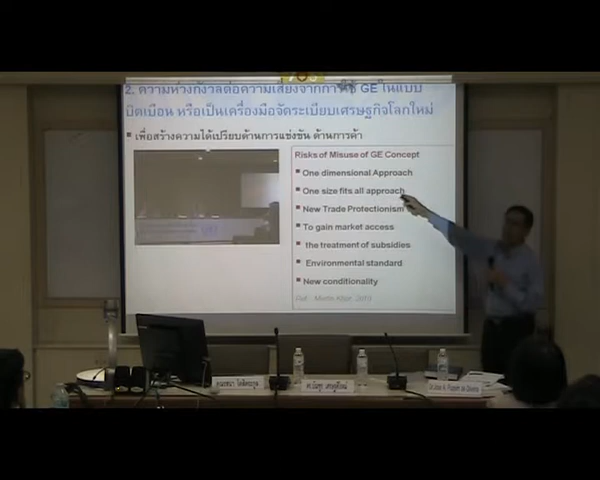 2. ความห่วงกังวลต่อความเสี่ยงจากการใช้ GE ในแบบ
บิดเบือน หรือเป็นเครื่องมือจัดระเบียบเศรษฐกิจโลกใหม่
เพื่อสร้างความได้เปรียบด้านการแข่งขัน ด้านการค้า
Risks of Misuse of GE Concept
One dimensional Approach
One size fits all approach
New Trade Protectionism
To gain market access
the treatment of subsidies
Environmental standard
New conditionality